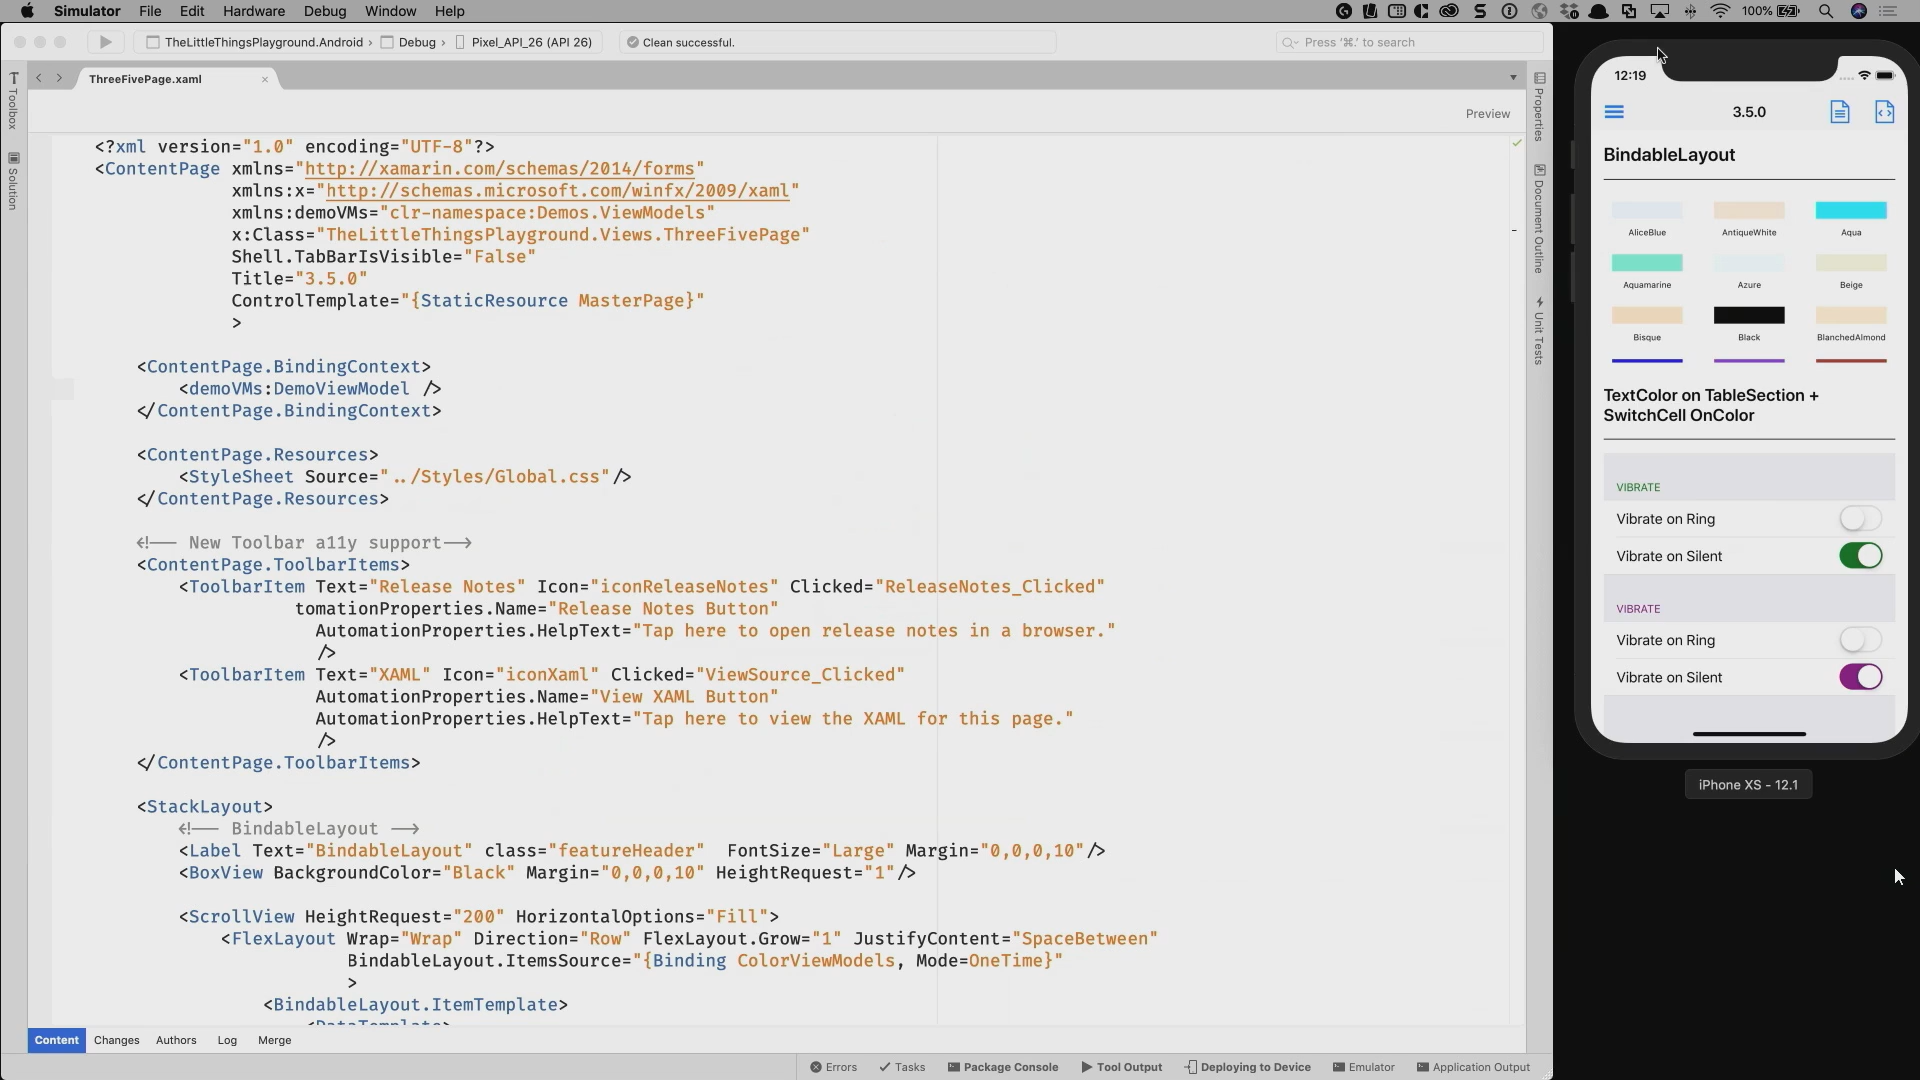 Simulator File Edit Hardware Debug Window Help 100%
TheLittleThingsPlayground.Android › Debug › Pixel_API_26 (API 26) Clean successful. Press ‘⌘.’ to search
ThreeFivePage.xaml
Preview
Toolbox
Solution
<?xml version="1.0" encoding="UTF-8"?>
<ContentPage xmlns="http://xamarin.com/schemas/2014/forms"
xmlns:x="http://schemas.microsoft.com/winfx/2009/xaml"
xmlns:demoVMs="clr-namespace:Demos.ViewModels"
x:Class="TheLittleThingsPlayground.Views.ThreeFivePage"
Shell.TabBarIsVisible="False"
Title="3.5.0"
ControlTemplate="{StaticResource MasterPage}"
>
<ContentPage.BindingContext>
<demoVMs:DemoViewModel />
</ContentPage.BindingContext>
<ContentPage.Resources>
<StyleSheet Source="../Styles/Global.css"/>
</ContentPage.Resources>
<!-- New Toolbar a11y support-->
<ContentPage.ToolbarItems>
<ToolbarItem Text="Release Notes" Icon="iconReleaseNotes" Clicked="ReleaseNotes_Clicked"
tomationProperties.Name="Release Notes Button"
AutomationProperties.HelpText="Tap here to open release notes in a browser."
/>
<ToolbarItem Text="XAML" Icon="iconXaml" Clicked="ViewSource_Clicked"
AutomationProperties.Name="View XAML Button"
AutomationProperties.HelpText="Tap here to view the XAML for this page."
/>
</ContentPage.ToolbarItems>
<StackLayout>
<!-- BindableLayout -->
<Label Text="BindableLayout" class="featureHeader" FontSize="Large" Margin="0,0,0,10"/>
<BoxView BackgroundColor="Black" Margin="0,0,0,10" HeightRequest="1"/>
<ScrollView HeightRequest="200" HorizontalOptions="Fill">
<FlexLayout Wrap="Wrap" Direction="Row" FlexLayout.Grow="1" JustifyContent="SpaceBetween"
BindableLayout.ItemsSource="{Binding ColorViewModels, Mode=OneTime}"
>
<BindableLayout.ItemTemplate>
<DataTemplate>
Content Changes Authors Log Merge
Errors Tasks Package Console Tool Output Deploying to Device Emulator Application Output
Properties
Document Outline
Unit Tests
12:19
3.5.0
BindableLayout
AliceBlue AntiqueWhite Aqua
Aquamarine Azure Beige
Bisque Black BlanchedAlmond
TextColor on TableSection +
SwitchCell OnColor
VIBRATE
Vibrate on Ring
Vibrate on Silent
VIBRATE
Vibrate on Ring
Vibrate on Silent
iPhone XS - 12.1